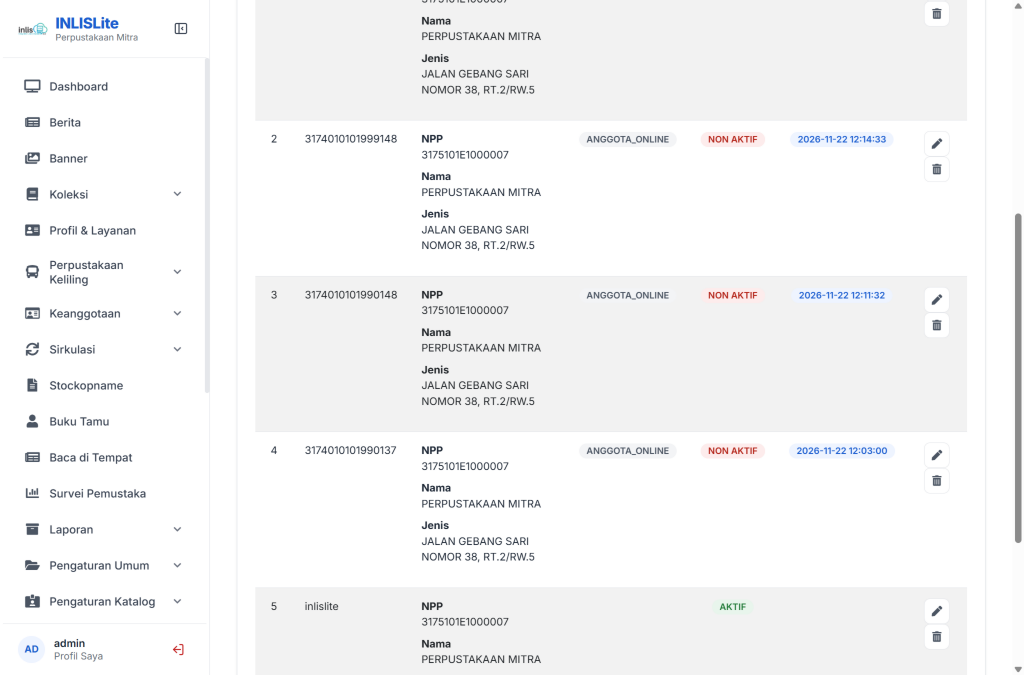 inlis
INLISLite
Perpustakaan Mitra
Dashboard
Berita
Banner
Koleksi
Profil & Layanan
Perpustakaan
Keliling
Keanggotaan
Sirkulasi
Stockopname
Buku Tamu
Baca di Tempat
Survei Pemustaka
Laporan
Pengaturan Umum
Pengaturan Katalog
AD
admin
Profil Saya
3175101E1000007
Nama
PERPUSTAKAAN MITRA
Jenis
JALAN GEBANG SARI
NOMOR 38, RT.2/RW.5
2 3174010101999148 NPP ANGGOTA_ONLINE NON AKTIF 2026-11-22 12:14:33
3175101E1000007
Nama
PERPUSTAKAAN MITRA
Jenis
JALAN GEBANG SARI
NOMOR 38, RT.2/RW.5
3 3174010101990148 NPP ANGGOTA_ONLINE NON AKTIF 2026-11-22 12:11:32
3175101E1000007
Nama
PERPUSTAKAAN MITRA
Jenis
JALAN GEBANG SARI
NOMOR 38, RT.2/RW.5
4 3174010101990137 NPP ANGGOTA_ONLINE NON AKTIF 2026-11-22 12:03:00
3175101E1000007
Nama
PERPUSTAKAAN MITRA
Jenis
JALAN GEBANG SARI
NOMOR 38, RT.2/RW.5
5 inlislite NPP AKTIF
3175101E1000007
Nama
PERPUSTAKAAN MITRA